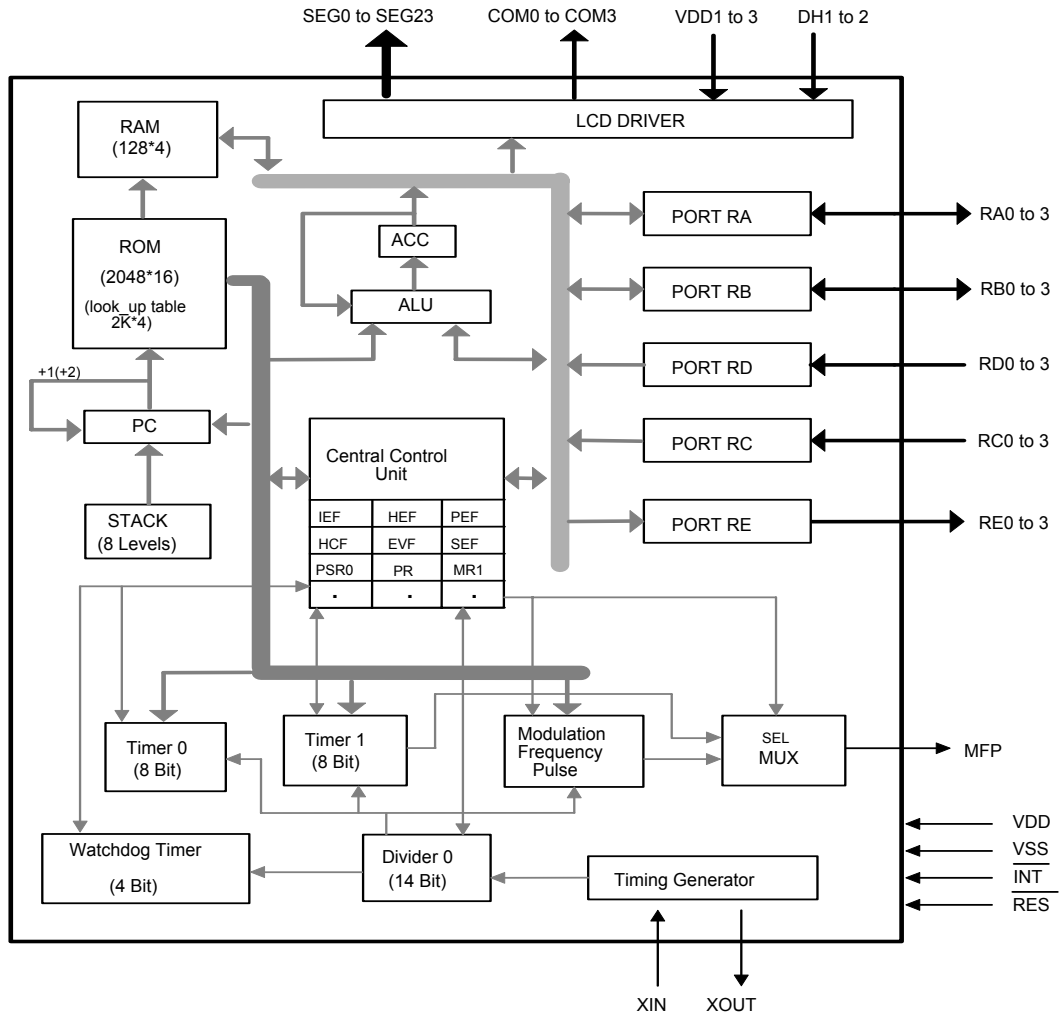 SEG0 to SEG23
COM0 to COM3
VDD1 to 3
DH1 to 2
LCD DRIVER
RAM
(128*4)
ROM
(2048*16)
(look_up table
2K*4)
+1(+2)
PC
STACK
(8 Levels)
ACC
ALU
PORT RA
RA0 to 3
PORT RB
RB0 to 3
PORT RD
RD0 to 3
PORT RC
RC0 to 3
PORT RE
RE0 to 3
Central Control
Unit
IEF HEF PEF
HCF EVF SEF
PSR0 PR MR1
. . .
Timer 0
(8 Bit)
Timer 1
(8 Bit)
Modulation
Frequency
Pulse
SEL
MUX
MFP
Watchdog Timer
(4 Bit)
Divider 0
(14 Bit)
Timing Generator
VDD
VSS
INT
RES
XIN
XOUT